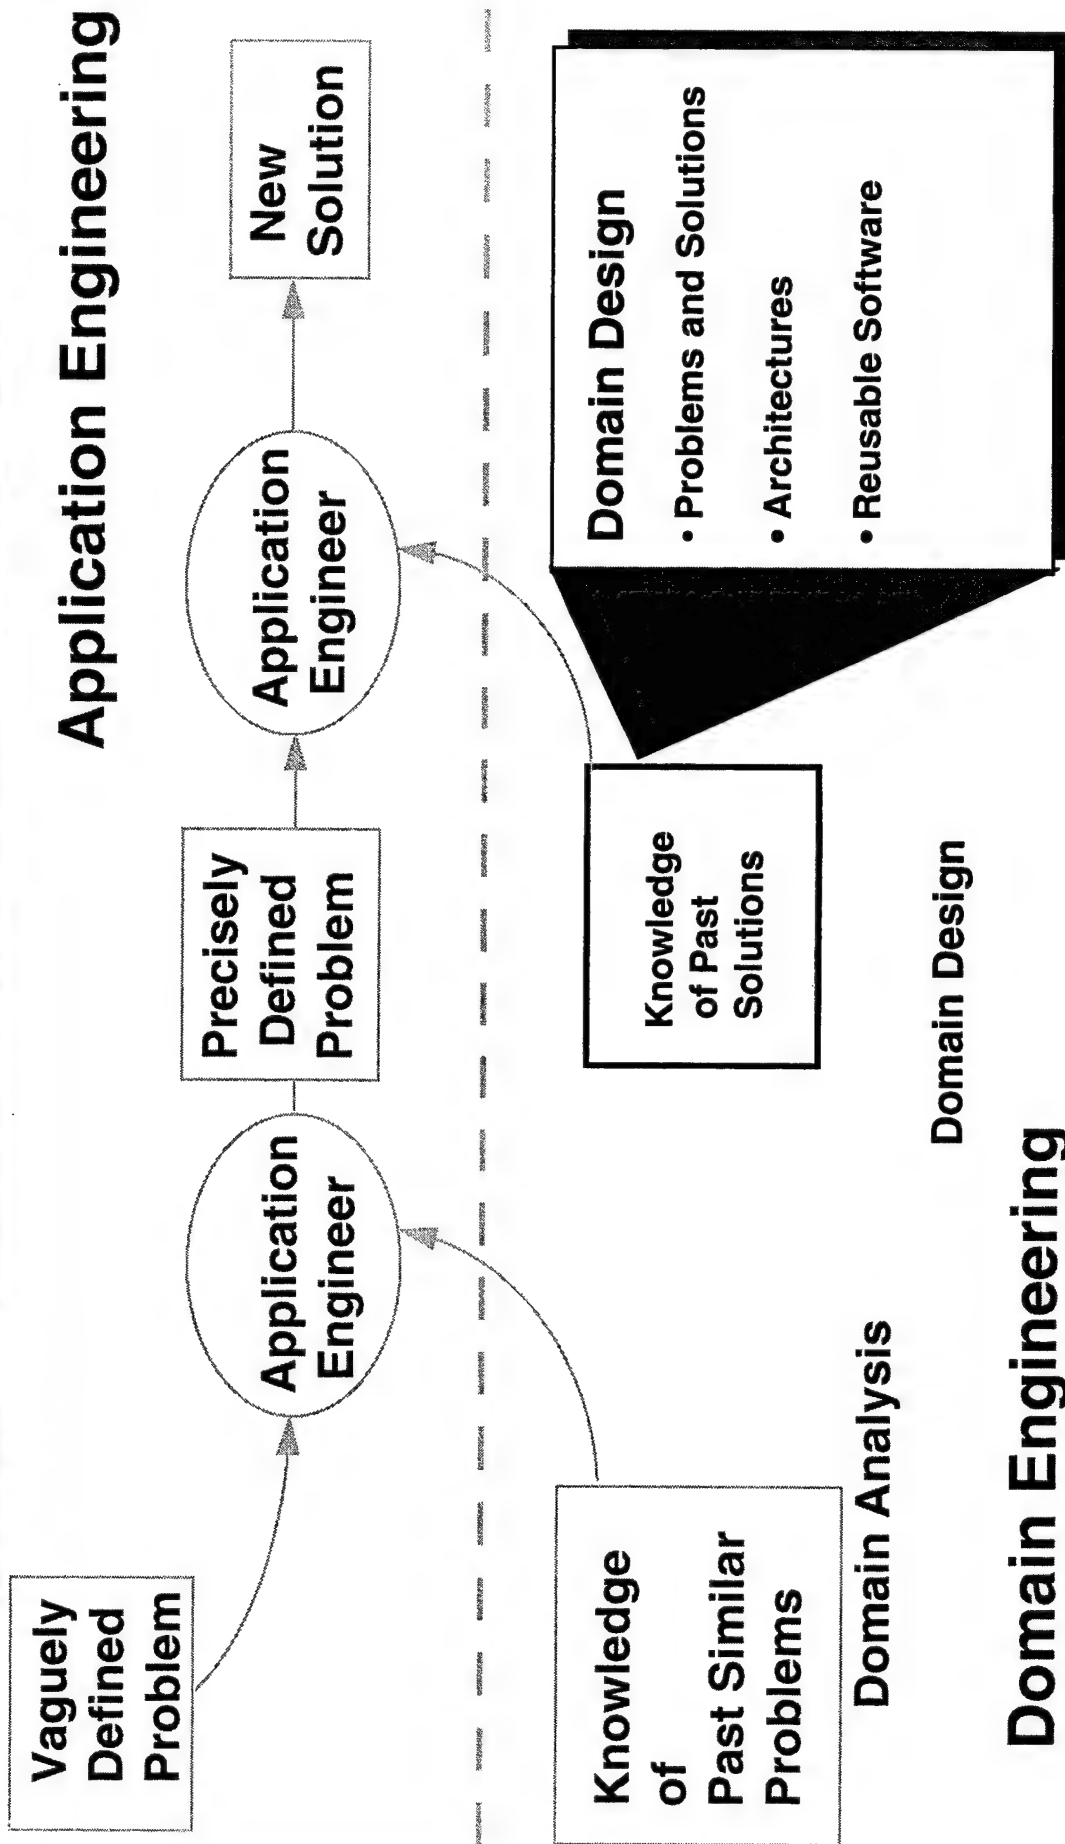 Application Engineering
Vaguely
Defined
Problem
Application
Engineer
Precisely
Defined
Problem
Application
Engineer
New
Solution
Knowledge
of
Past Similar
Problems
Domain Analysis
Knowledge
of Past
Solutions
Domain Design
Domain Design
• Problems and Solutions
• Architectures
• Reusable Software
Domain Engineering